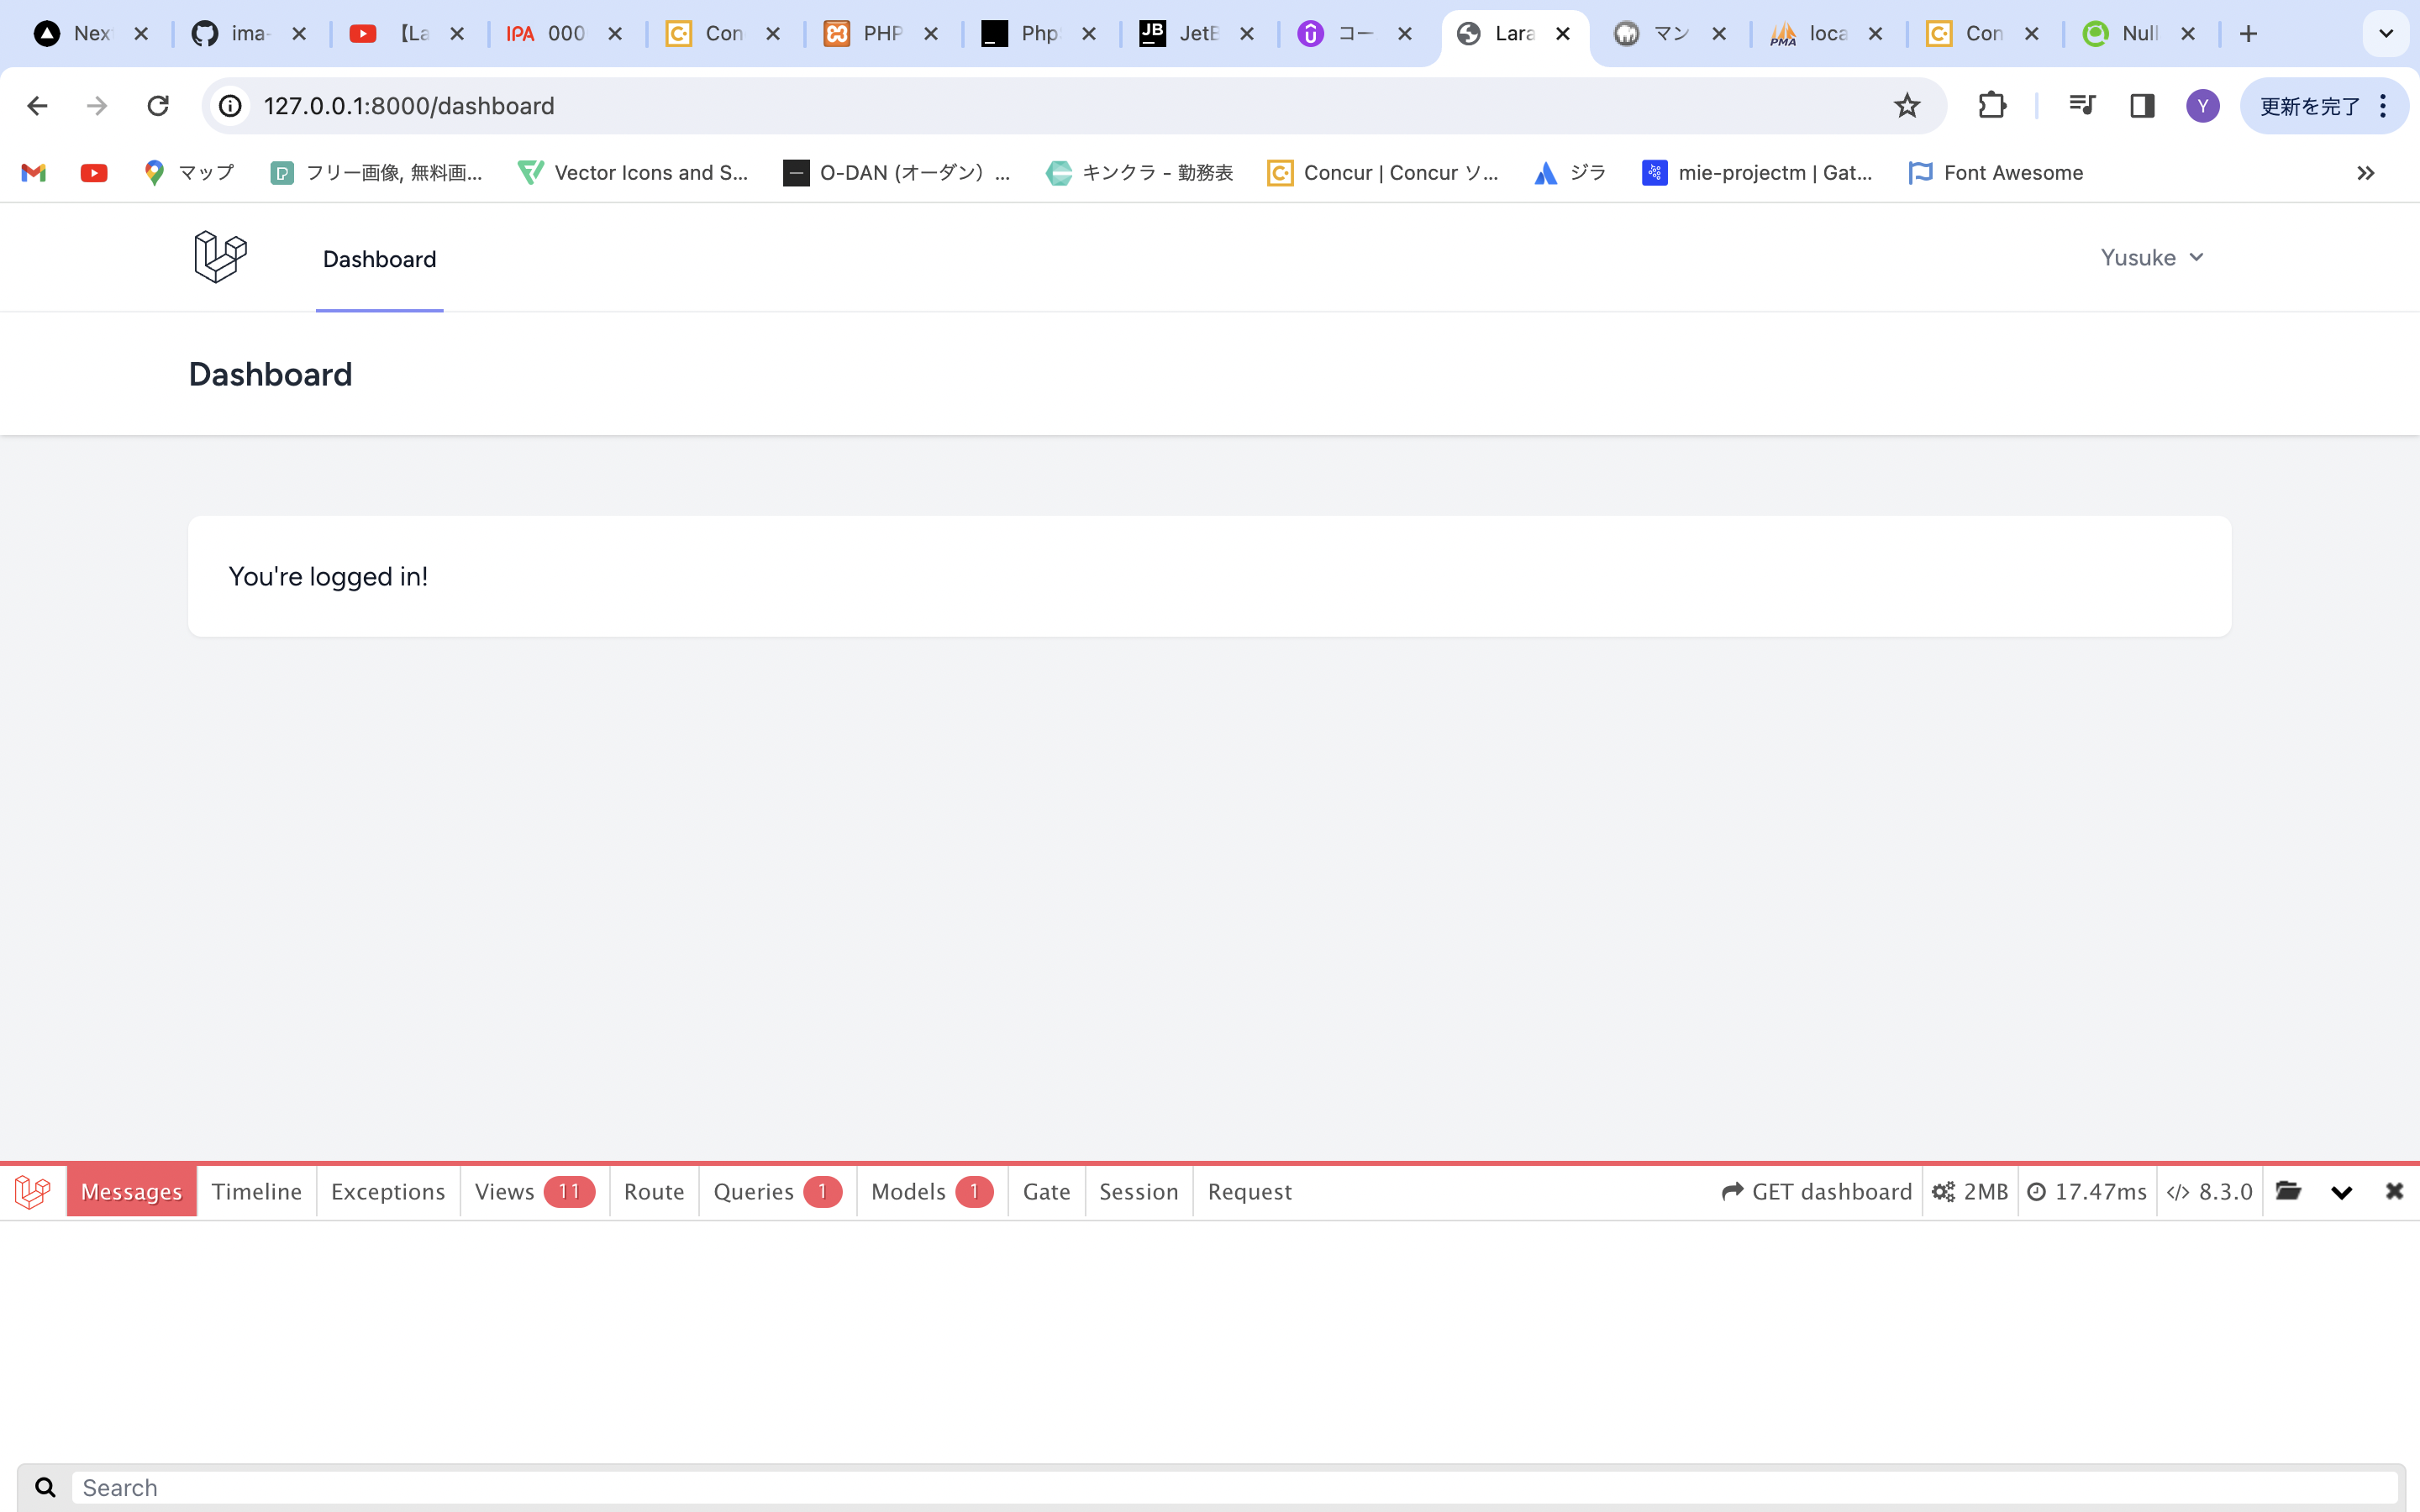 Nex ima- 【La IPA 000 Con PHP Php JB JetB コー Lara マン PMA loca Con Null
127.0.0.1:8000/dashboard Y 更新を完了
マップ フリー画像, 無料画... Vector Icons and S... O-DAN (オーダン) ... キンクラ - 勤務表 Concur | Concur ソ... ジラ mie-projectm | Gat... Font Awesome
Dashboard Yusuke
Dashboard
You're logged in!
Messages Timeline Exceptions Views 11 Route Queries 1 Models 1 Gate Session Request GET dashboard 2MB 17.47ms 8.3.0
Search